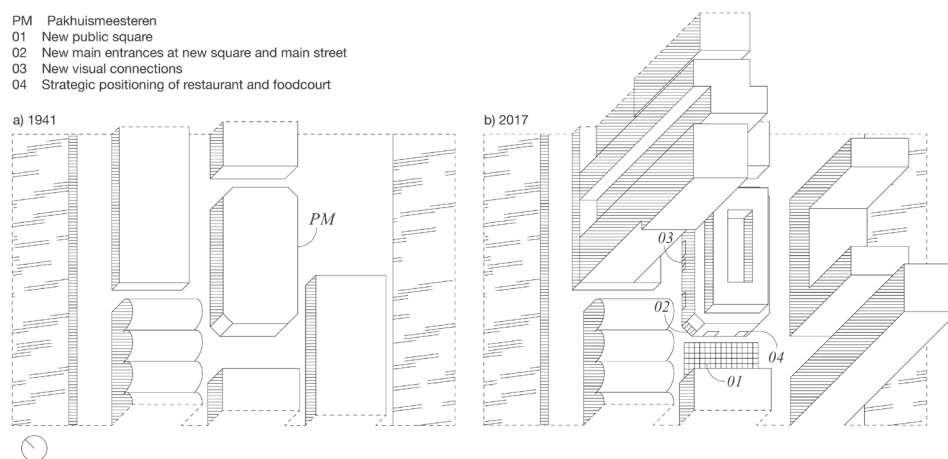 PM Pakhuismeesteren
01 New public square
02 New main entrances at new square and main street
03 New visual connections
04 Strategic positioning of restaurant and foodcourt
a) 1941
b) 2017
PM
03
02
04
01